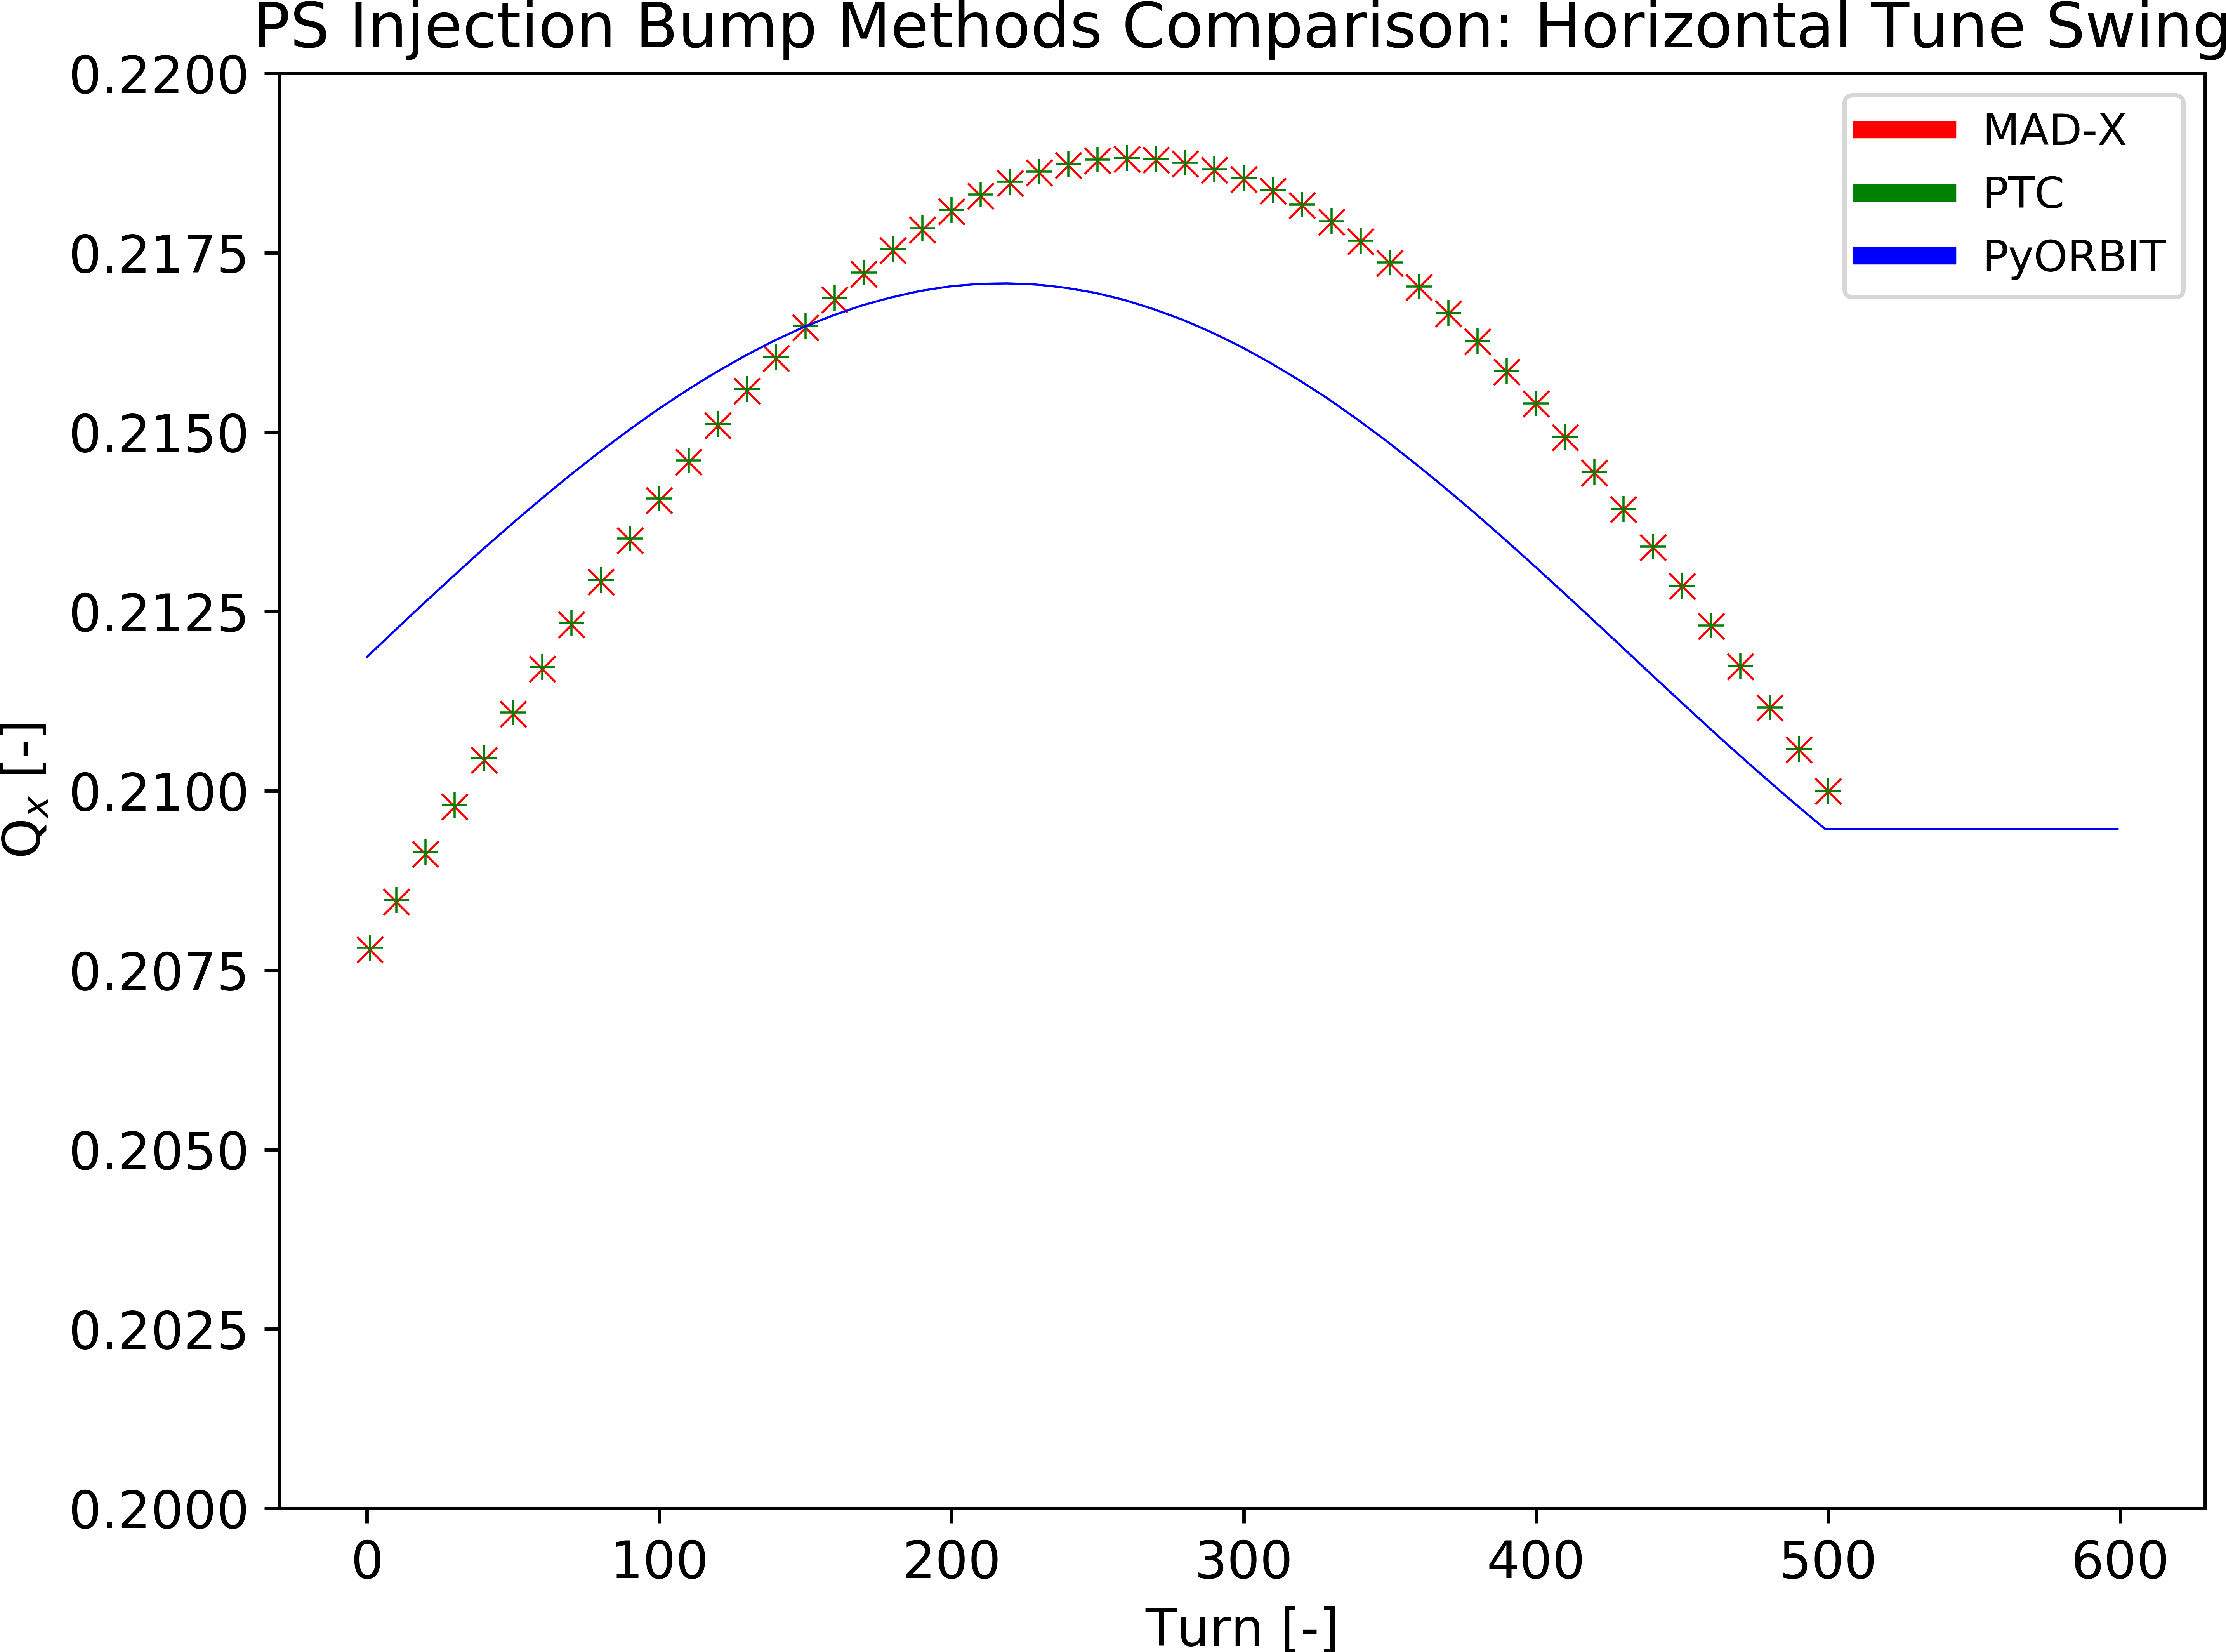 PS Injection Bump Methods Comparison: Horizontal Tune Swing
0.2200
0.2175
0.2150
0.2125
0.2100
0.2075
0.2050
0.2025
0.2000
Qx [-]
MAD-X
PTC
PyORBIT
0 100 200 300 400 500 600
Turn [-]